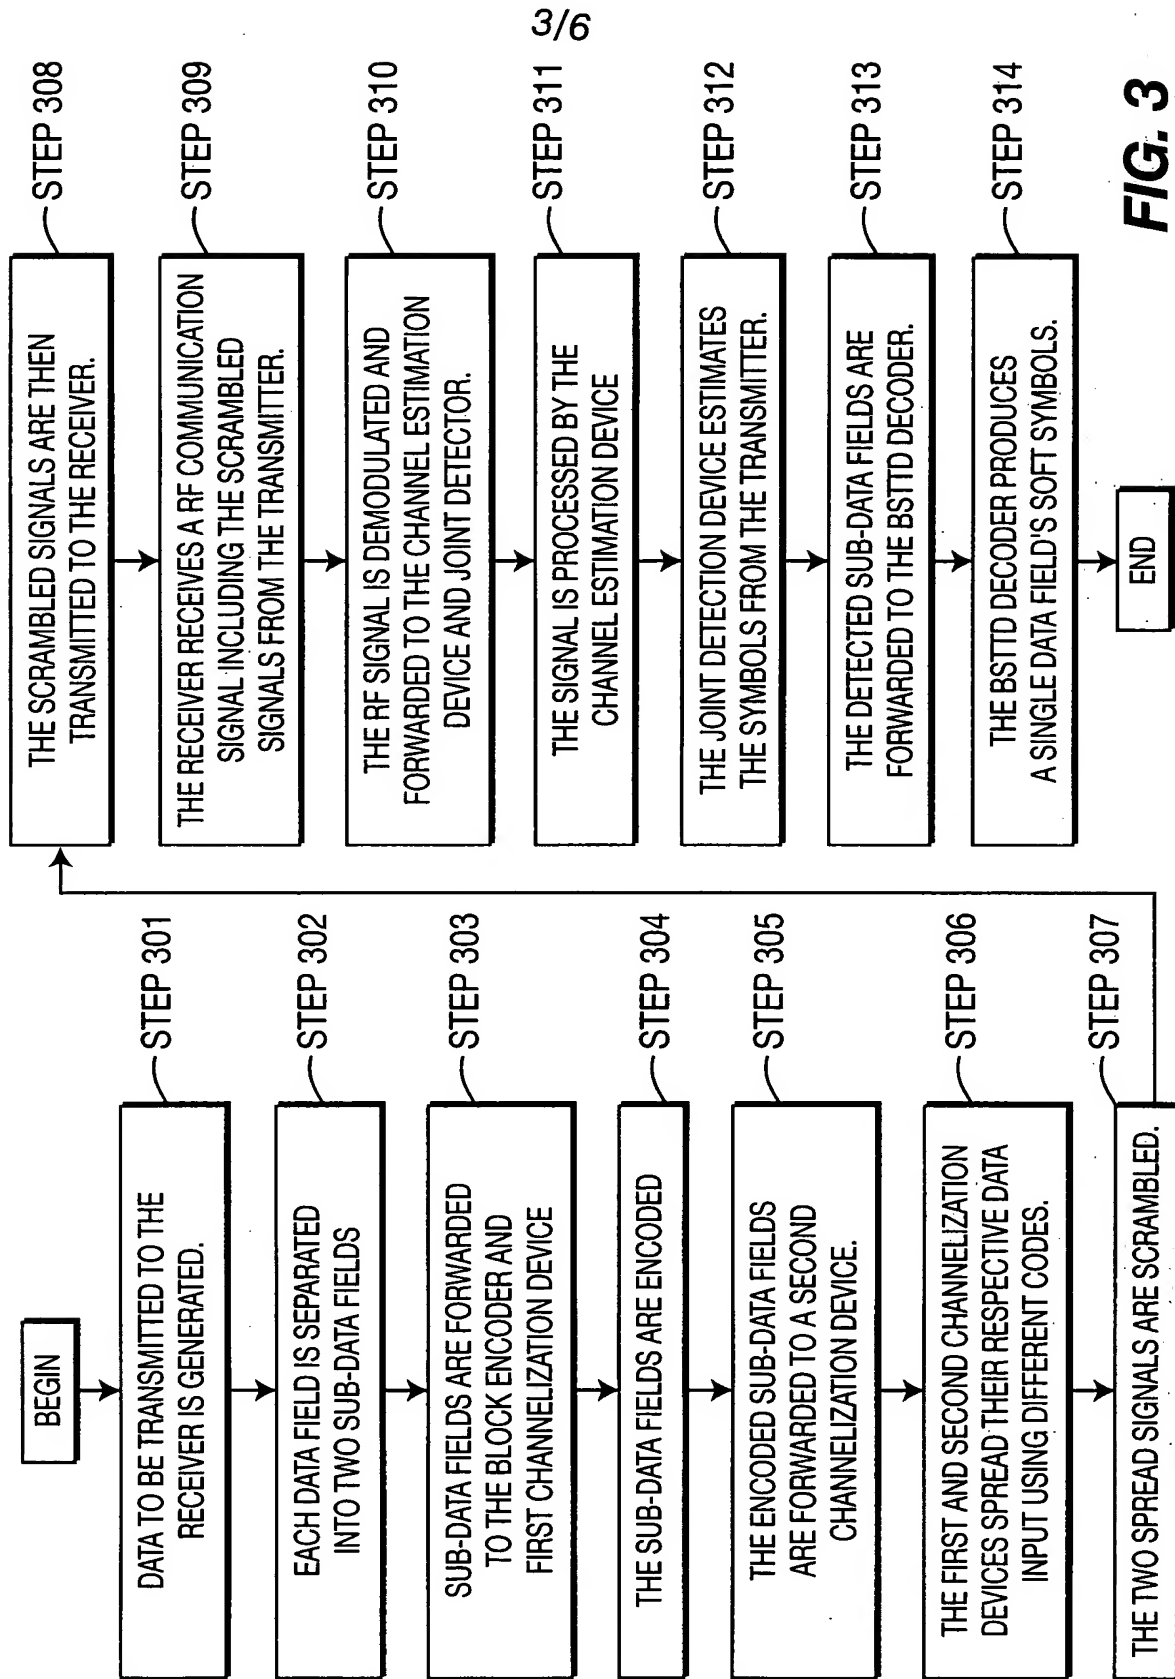 3/6
BEGIN
DATA TO BE TRANSMITTED TO THE
RECEIVER IS GENERATED.
STEP 301
EACH DATA FIELD IS SEPARATED
INTO TWO SUB-DATA FIELDS
STEP 302
SUB-DATA FIELDS ARE FORWARDED
TO THE BLOCK ENCODER AND
FIRST CHANNELIZATION DEVICE
STEP 303
THE SUB-DATA FIELDS ARE ENCODED
STEP 304
THE ENCODED SUB-DATA FIELDS
ARE FORWARDED TO A SECOND
CHANNELIZATION DEVICE.
STEP 305
THE FIRST AND SECOND CHANNELIZATION
DEVICES SPREAD THEIR RESPECTIVE DATA
INPUT USING DIFFERENT CODES.
STEP 306
THE TWO SPREAD SIGNALS ARE SCRAMBLED.
STEP 307
THE SCRAMBLED SIGNALS ARE THEN
TRANSMITTED TO THE RECEIVER.
STEP 308
THE RECEIVER RECEIVES A RF COMMUNICATION
SIGNAL INCLUDING THE SCRAMBLED
SIGNALS FROM THE TRANSMITTER.
STEP 309
THE RF SIGNAL IS DEMODULATED AND
FORWARDED TO THE CHANNEL ESTIMATION
DEVICE AND JOINT DETECTOR.
STEP 310
THE SIGNAL IS PROCESSED BY THE
CHANNEL ESTIMATION DEVICE
STEP 311
THE JOINT DETECTION DEVICE ESTIMATES
THE SYMBOLS FROM THE TRANSMITTER.
STEP 312
THE DETECTED SUB-DATA FIELDS ARE
FORWARDED TO THE BSTTD DECODER.
STEP 313
THE BSTTD DECODER PRODUCES
A SINGLE DATA FIELD'S SOFT SYMBOLS.
STEP 314
END
FIG. 3